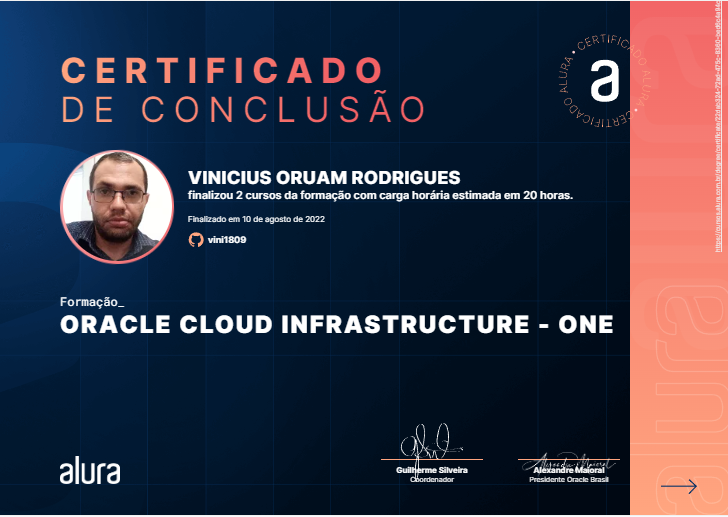 CERTIFICADO
DE CONCLUSÃO
CERTIFICADO ALURA • CERTIFICADO ALURA •
a
VINICIUS ORUAM RODRIGUES
finalizou 2 cursos da formação com carga horária estimada em 20 horas.
Finalizado em 10 de agosto de 2022
vini1809
Formação_
ORACLE CLOUD INFRASTRUCTURE - ONE
alura
Guilherme Silveira
Coordenador
Alexandre Maioral
Presidente Oracle Brasil
alura